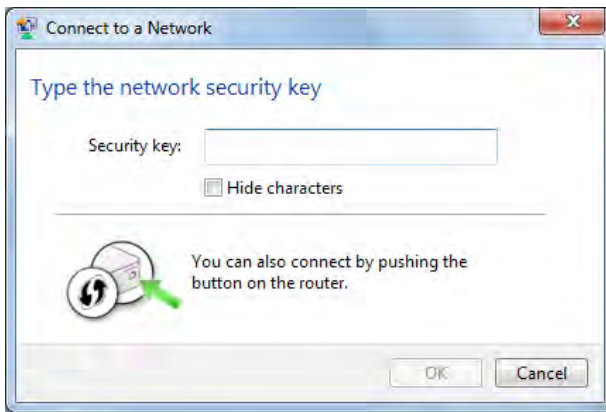 Connect to a Network
Type the network security key
Security key:
Hide characters
You can also connect by pushing the
button on the router.
OK
Cancel